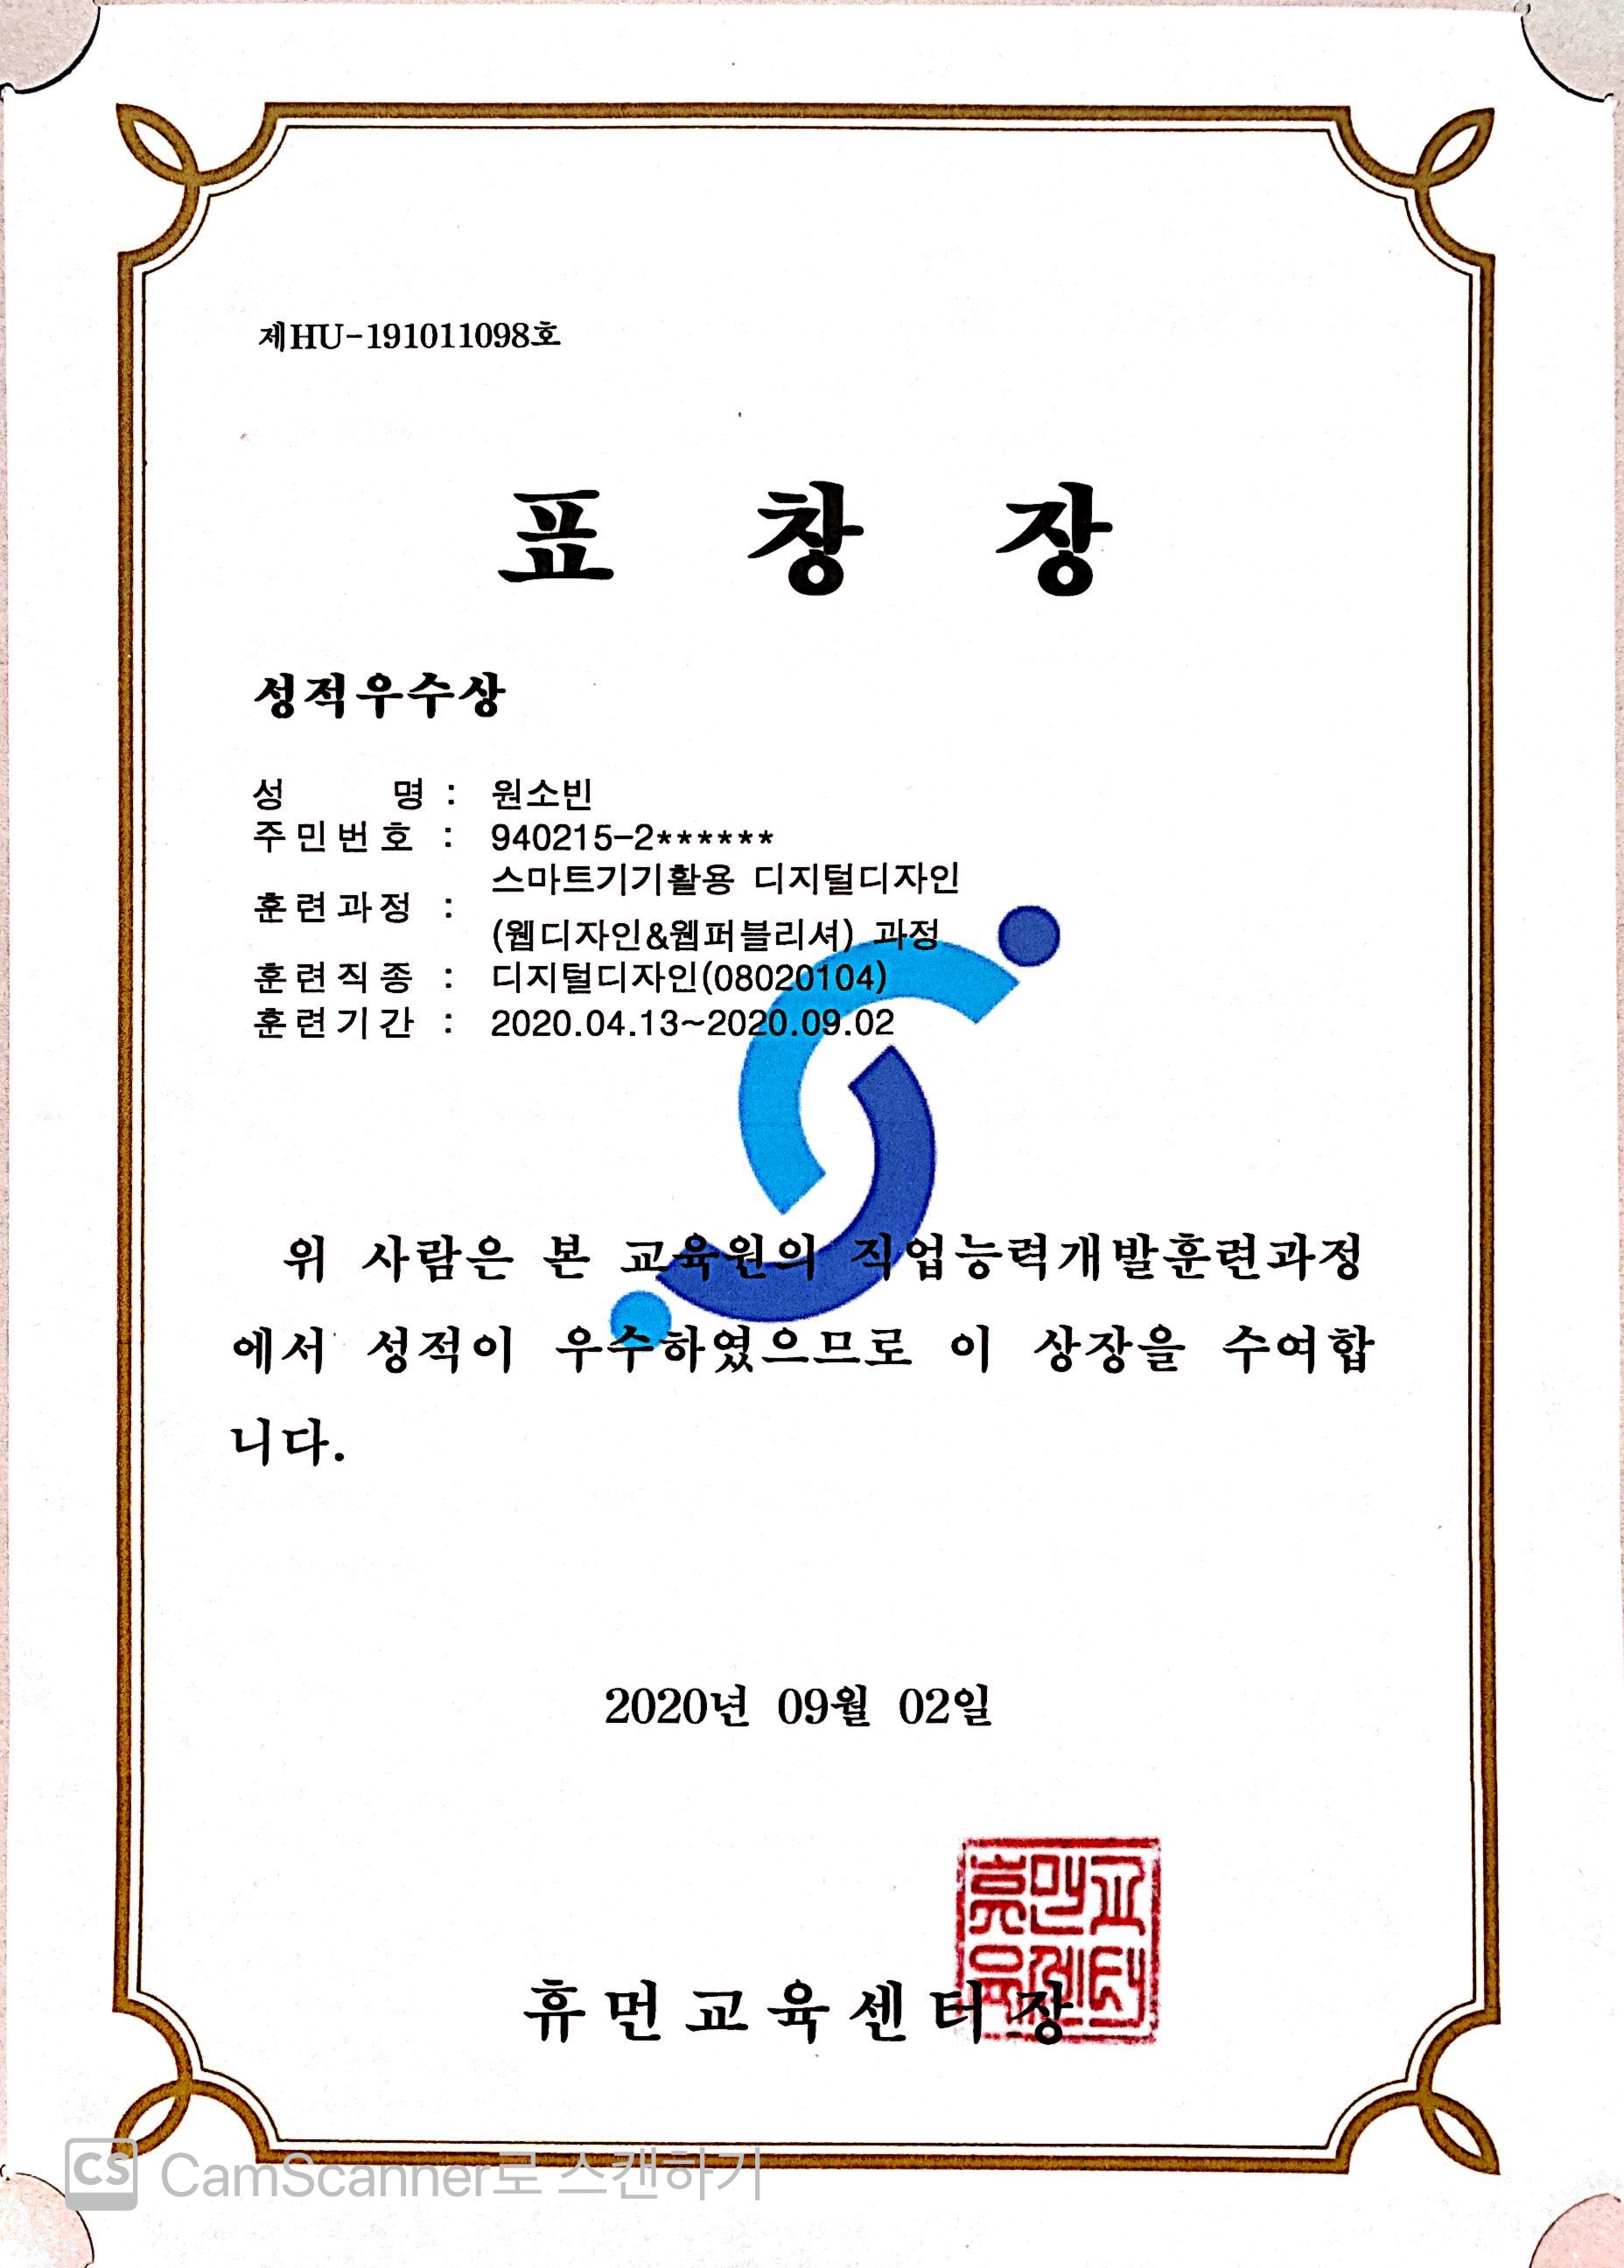 제HU-191011098호
표 창 장
성적우수상
성 명 : 원소빈
주민번호 : 940215-2******
훈련과정 : 스마트기기활용 디지털디자인
(웹디자인&웹퍼블리셔) 과정
훈련직종 : 디지털디자인(08020104)
훈련기간 : 2020.04.13~2020.09.02
위 사람은 본 교육원의 직업능력개발훈련과정
에서 성적이 우수하였으므로 이 상장을 수여합
니다.
2020년 09월 02일
휴먼교육센터장
휴먼교
육센터
CS CamScanner로 스캔하기